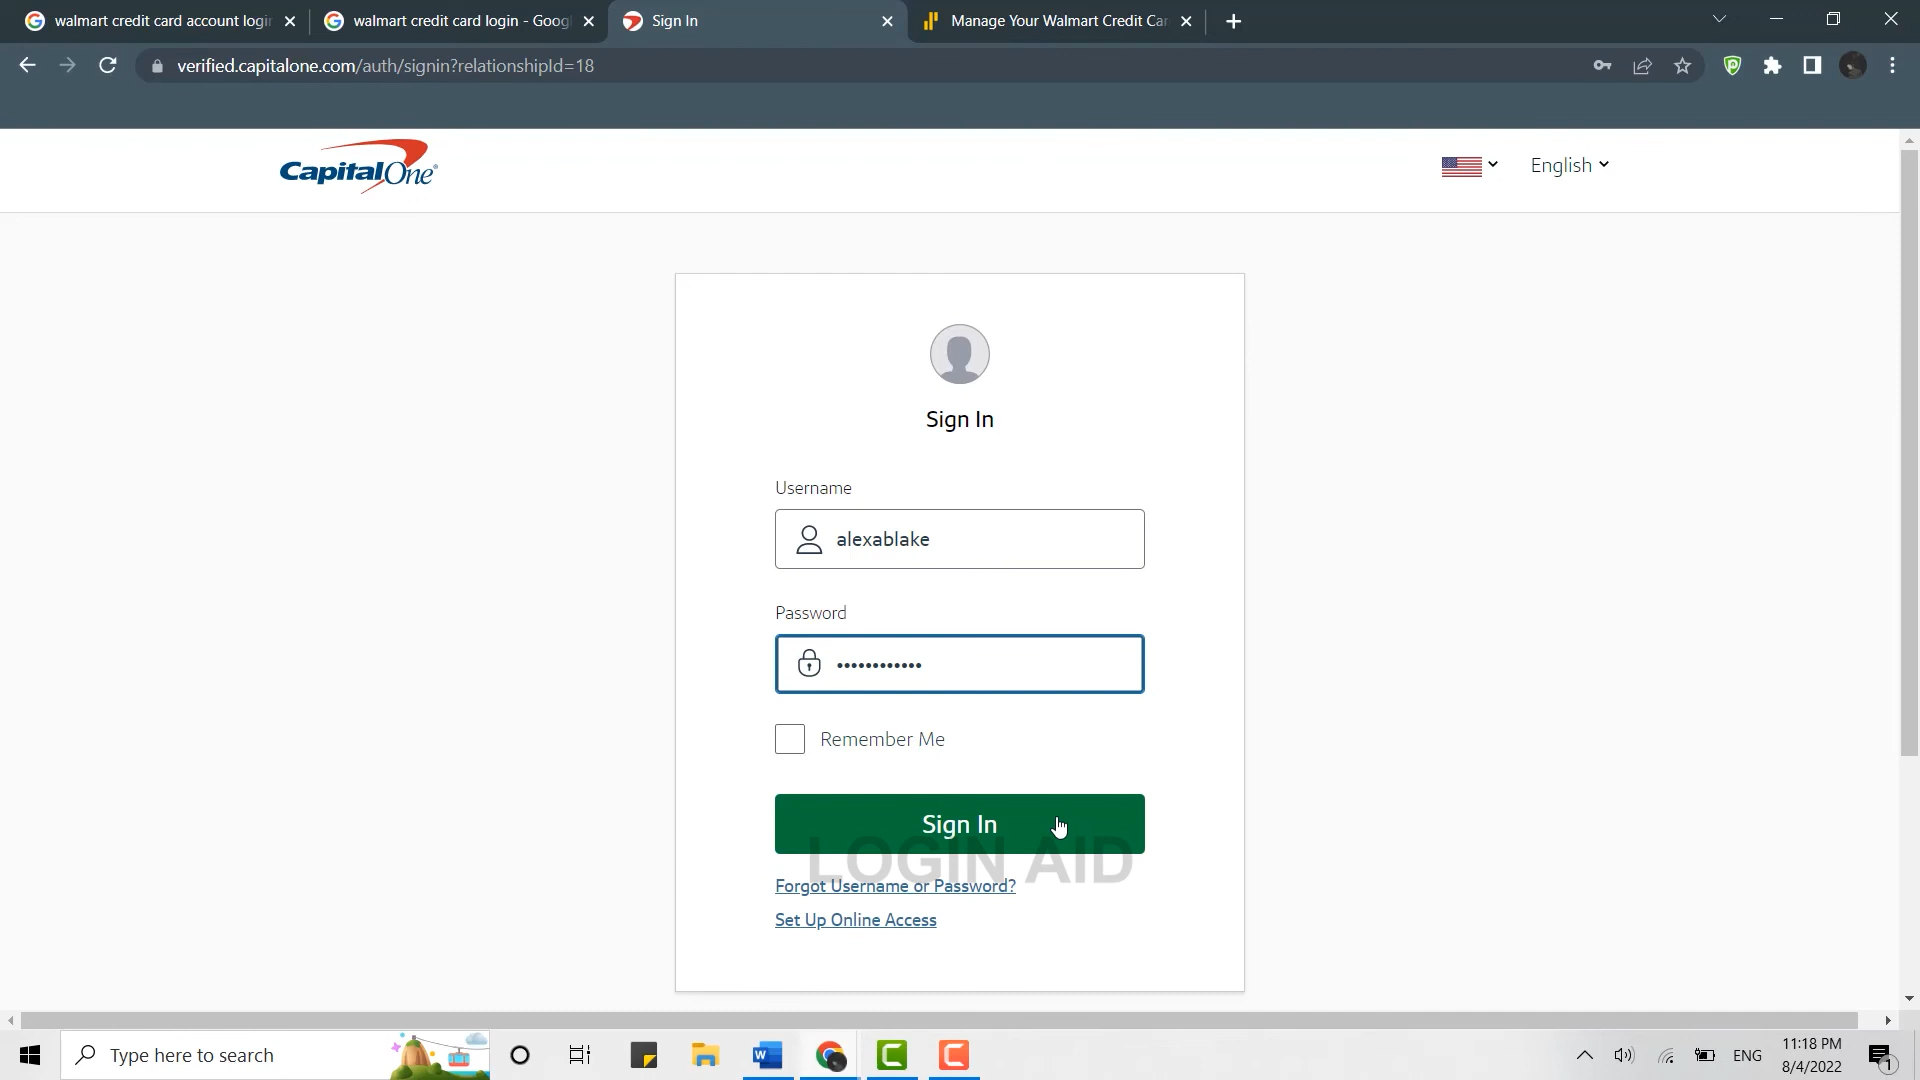 walmart credit card account login
walmart credit card login - Goog
Sign In
Manage Your Walmart Credit Car
verified.capitalone.com/auth/signin?relationshipId=18
CapitalOne®
English
Sign In
Username
alexablake
Password
••••••••••••
Remember Me
Sign In
LOGIN AID
Forgot Username or Password?
Set Up Online Access
Type here to search
ENG
11:18 PM
8/4/2022
1